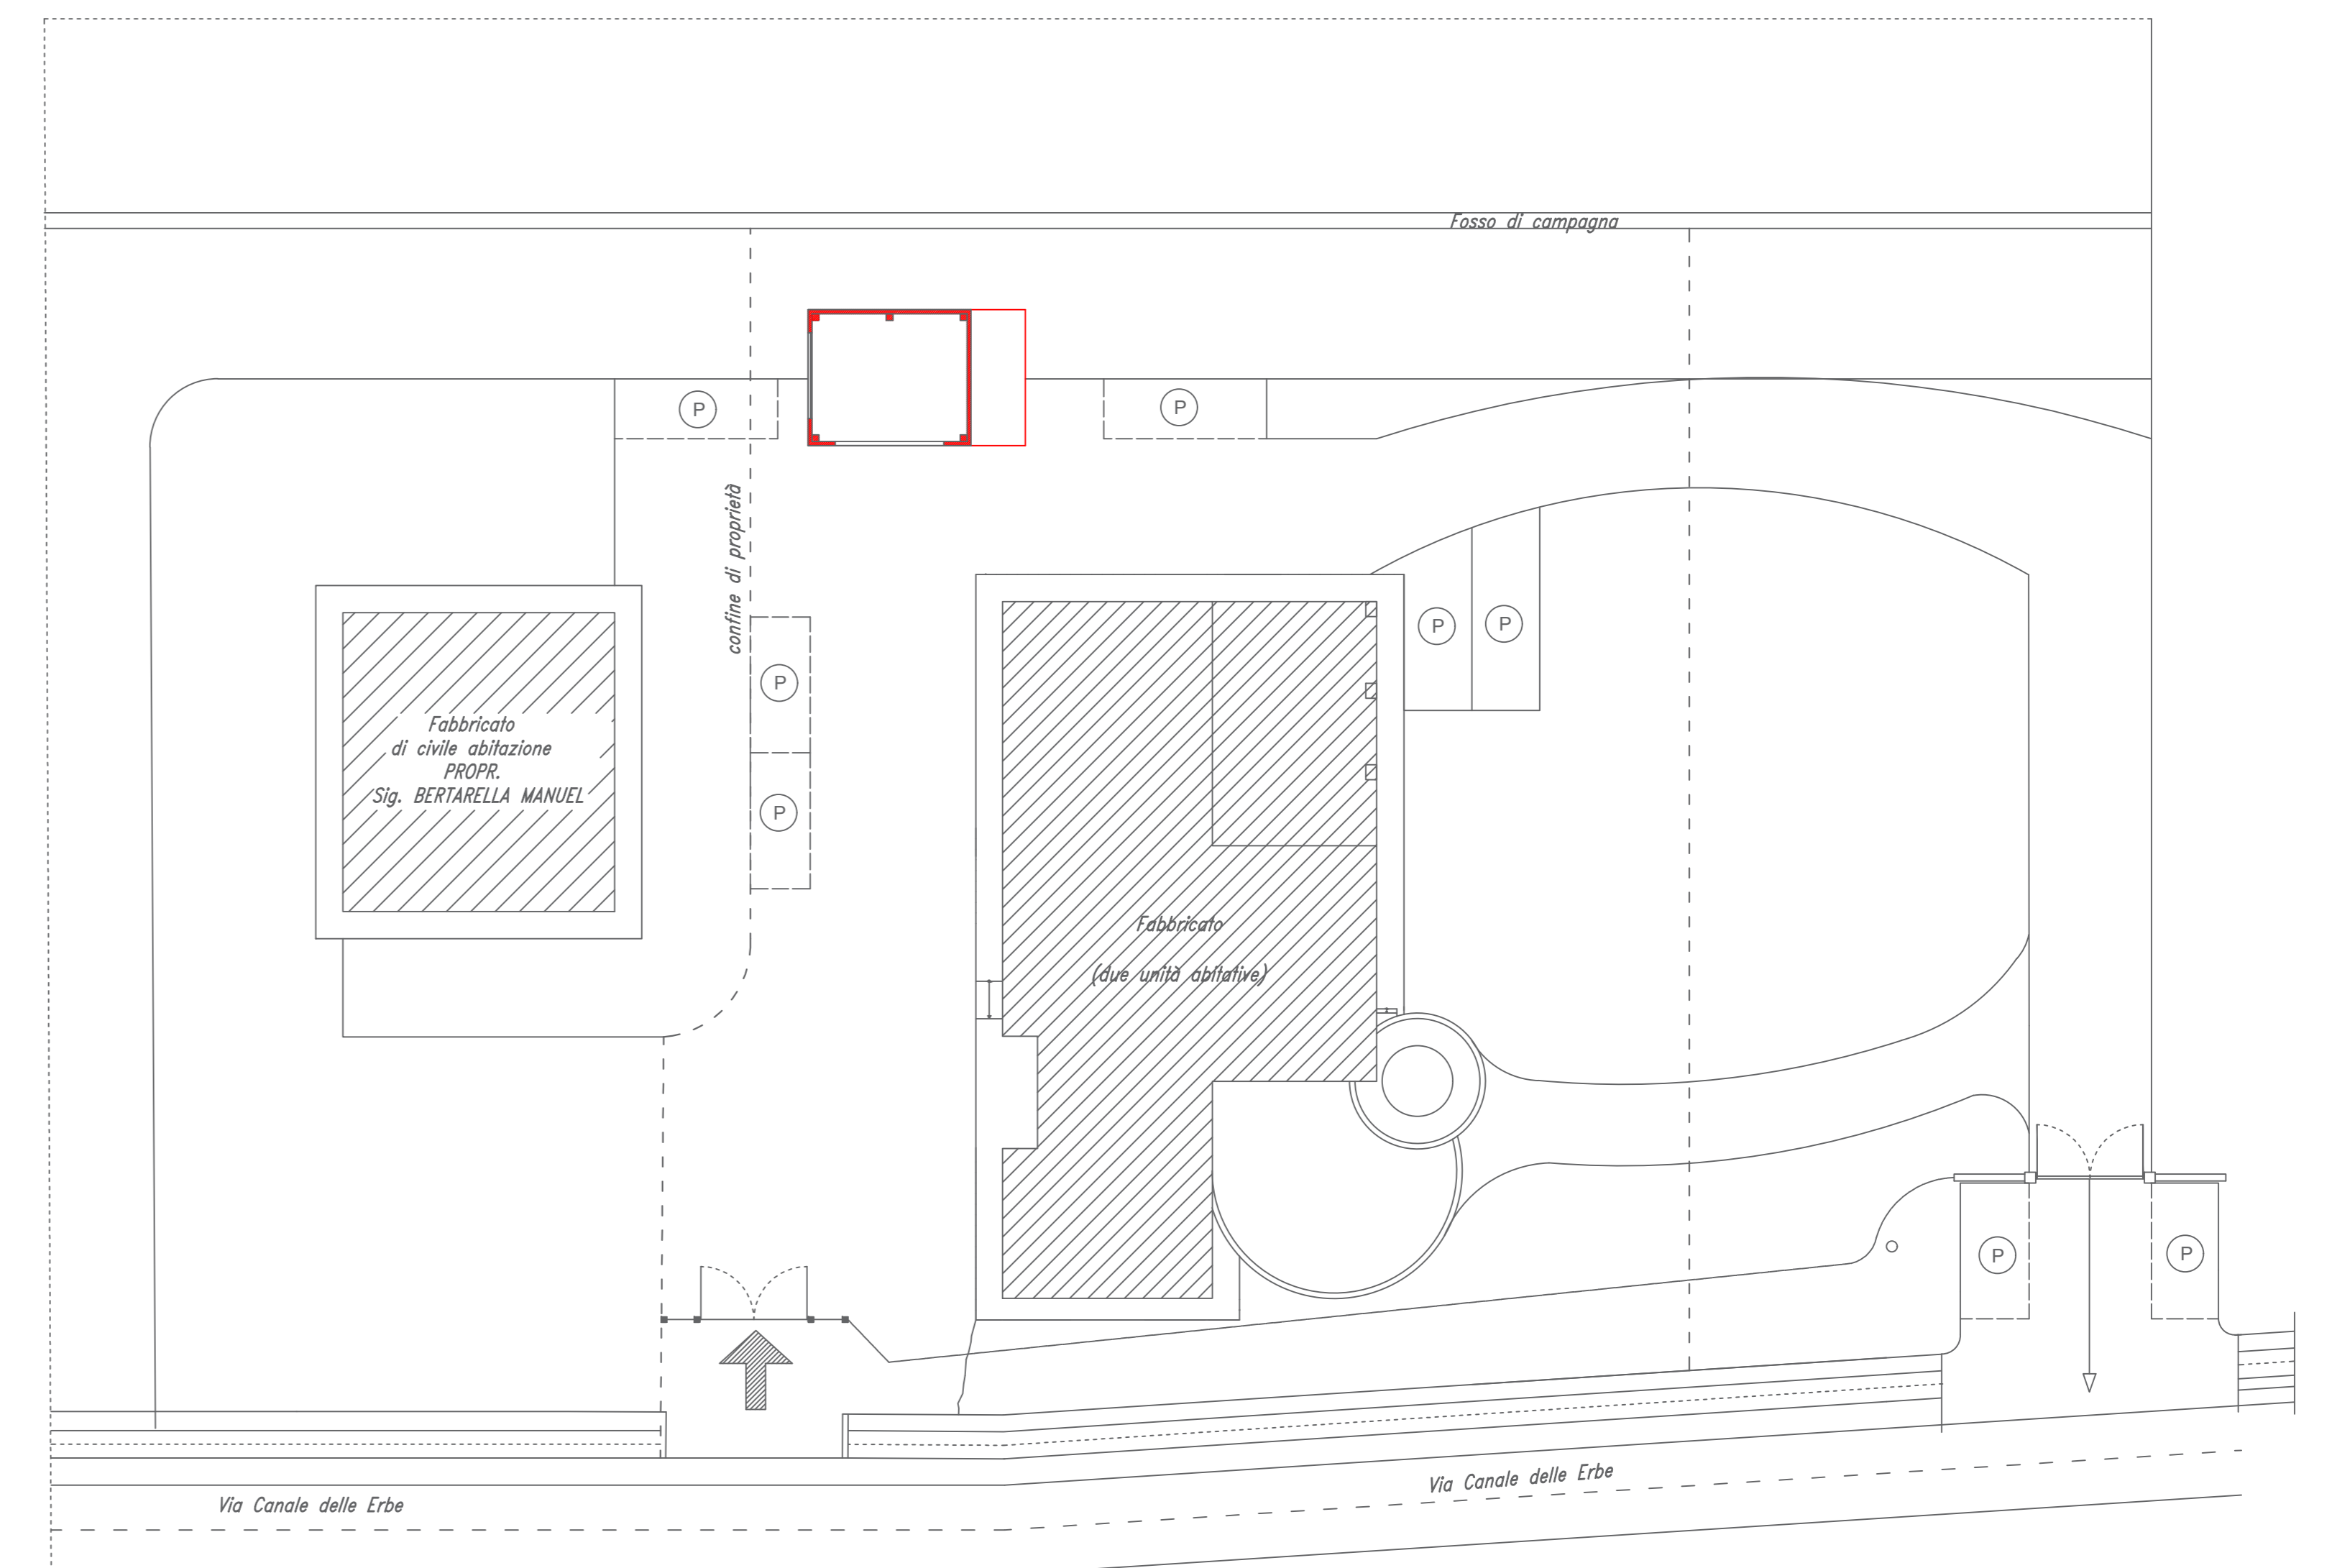 Fosso di campagna
P
P
confine di proprietà
P
P
P
P
Fabbricato
di civile abitazione
PROPR.
Sig. BERTARELLA MANUEL
Fabbricato
(due unità abitative)
P
P
Via Canale delle Erbe
Via Canale delle Erbe